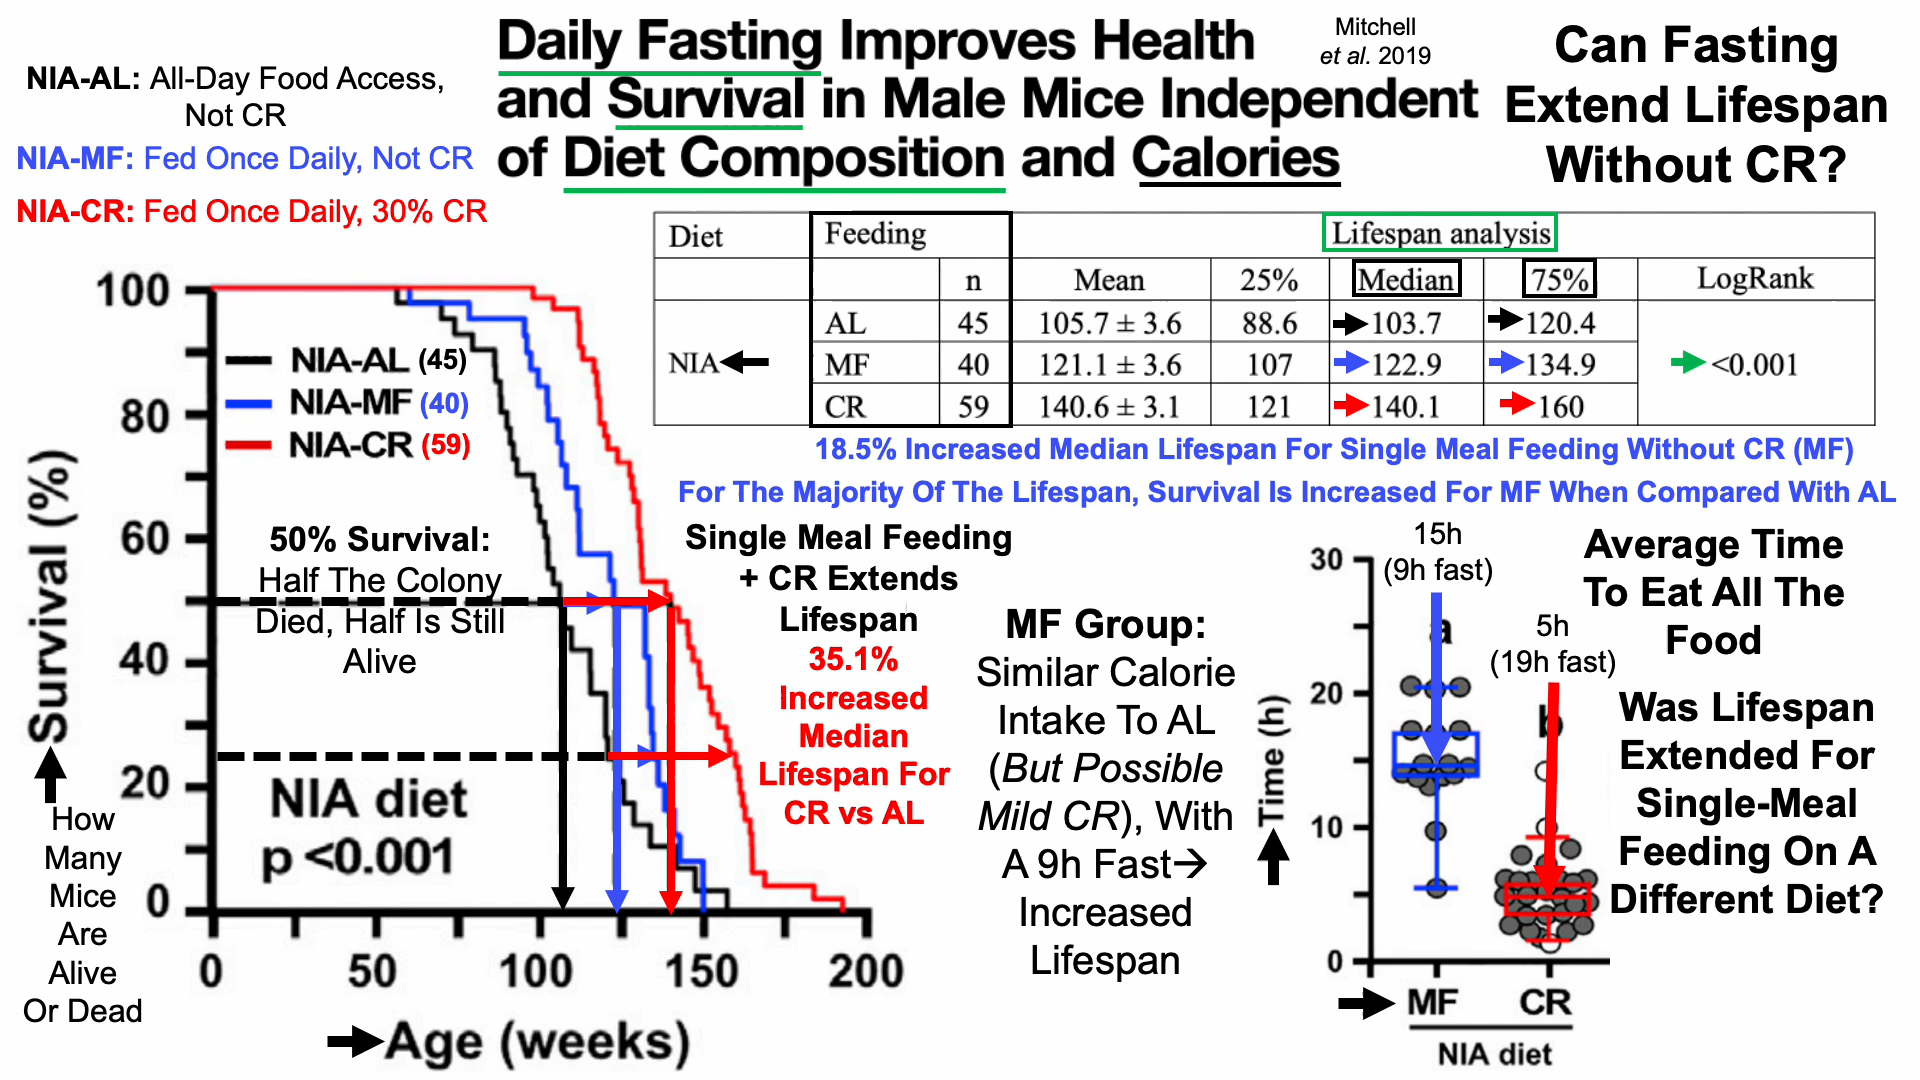 Daily Fasting Improves Health
and Survival in Male Mice Independent
of Diet Composition and Calories
Mitchell
et al. 2019
Can Fasting
Extend Lifespan
Without CR?
NIA-AL: All-Day Food Access,
Not CR
NIA-MF: Fed Once Daily, Not CR
NIA-CR: Fed Once Daily, 30% CR
Diet Feeding Lifespan analysis
n Mean 25% Median 75% LogRank
AL 45 105.7 ± 3.6 88.6 103.7 120.4
NIA MF 40 121.1 ± 3.6 107 122.9 134.9 <0.001
CR 59 140.6 ± 3.1 121 140.1 160
18.5% Increased Median Lifespan For Single Meal Feeding Without CR (MF)
For The Majority Of The Lifespan, Survival Is Increased For MF When Compared With AL
100
80
60
40
20
0
Survival (%)
How
Many
Mice
Are
Alive
Or Dead
NIA-AL (45)
NIA-MF (40)
NIA-CR (59)
50% Survival:
Half The Colony
Died, Half Is Still
Alive
NIA diet
p <0.001
0 50 100 150 200
Age (weeks)
Single Meal Feeding
+ CR Extends
Lifespan
35.1%
Increased
Median
Lifespan For
CR vs AL
MF Group:
Similar Calorie
Intake To AL
(But Possible
Mild CR), With
A 9h Fast→
Increased
Lifespan
15h
(9h fast)
5h
(19h fast)
a
b
30
20
10
0
Time (h)
MF CR
NIA diet
Average Time
To Eat All The
Food
Was Lifespan
Extended For
Single-Meal
Feeding On A
Different Diet?